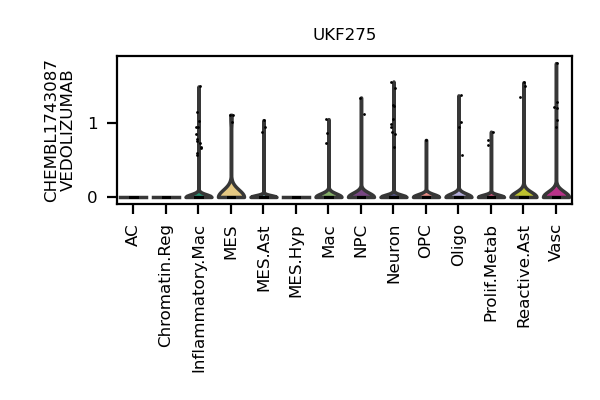 UKF275
CHEMBL1743087
VEDOLIZUMAB
1
0
AC
Chromatin.Reg
Inflammatory.Mac
MES
MES.Ast
MES.Hyp
Mac
NPC
Neuron
OPC
Oligo
Prolif.Metab
Reactive.Ast
Vasc